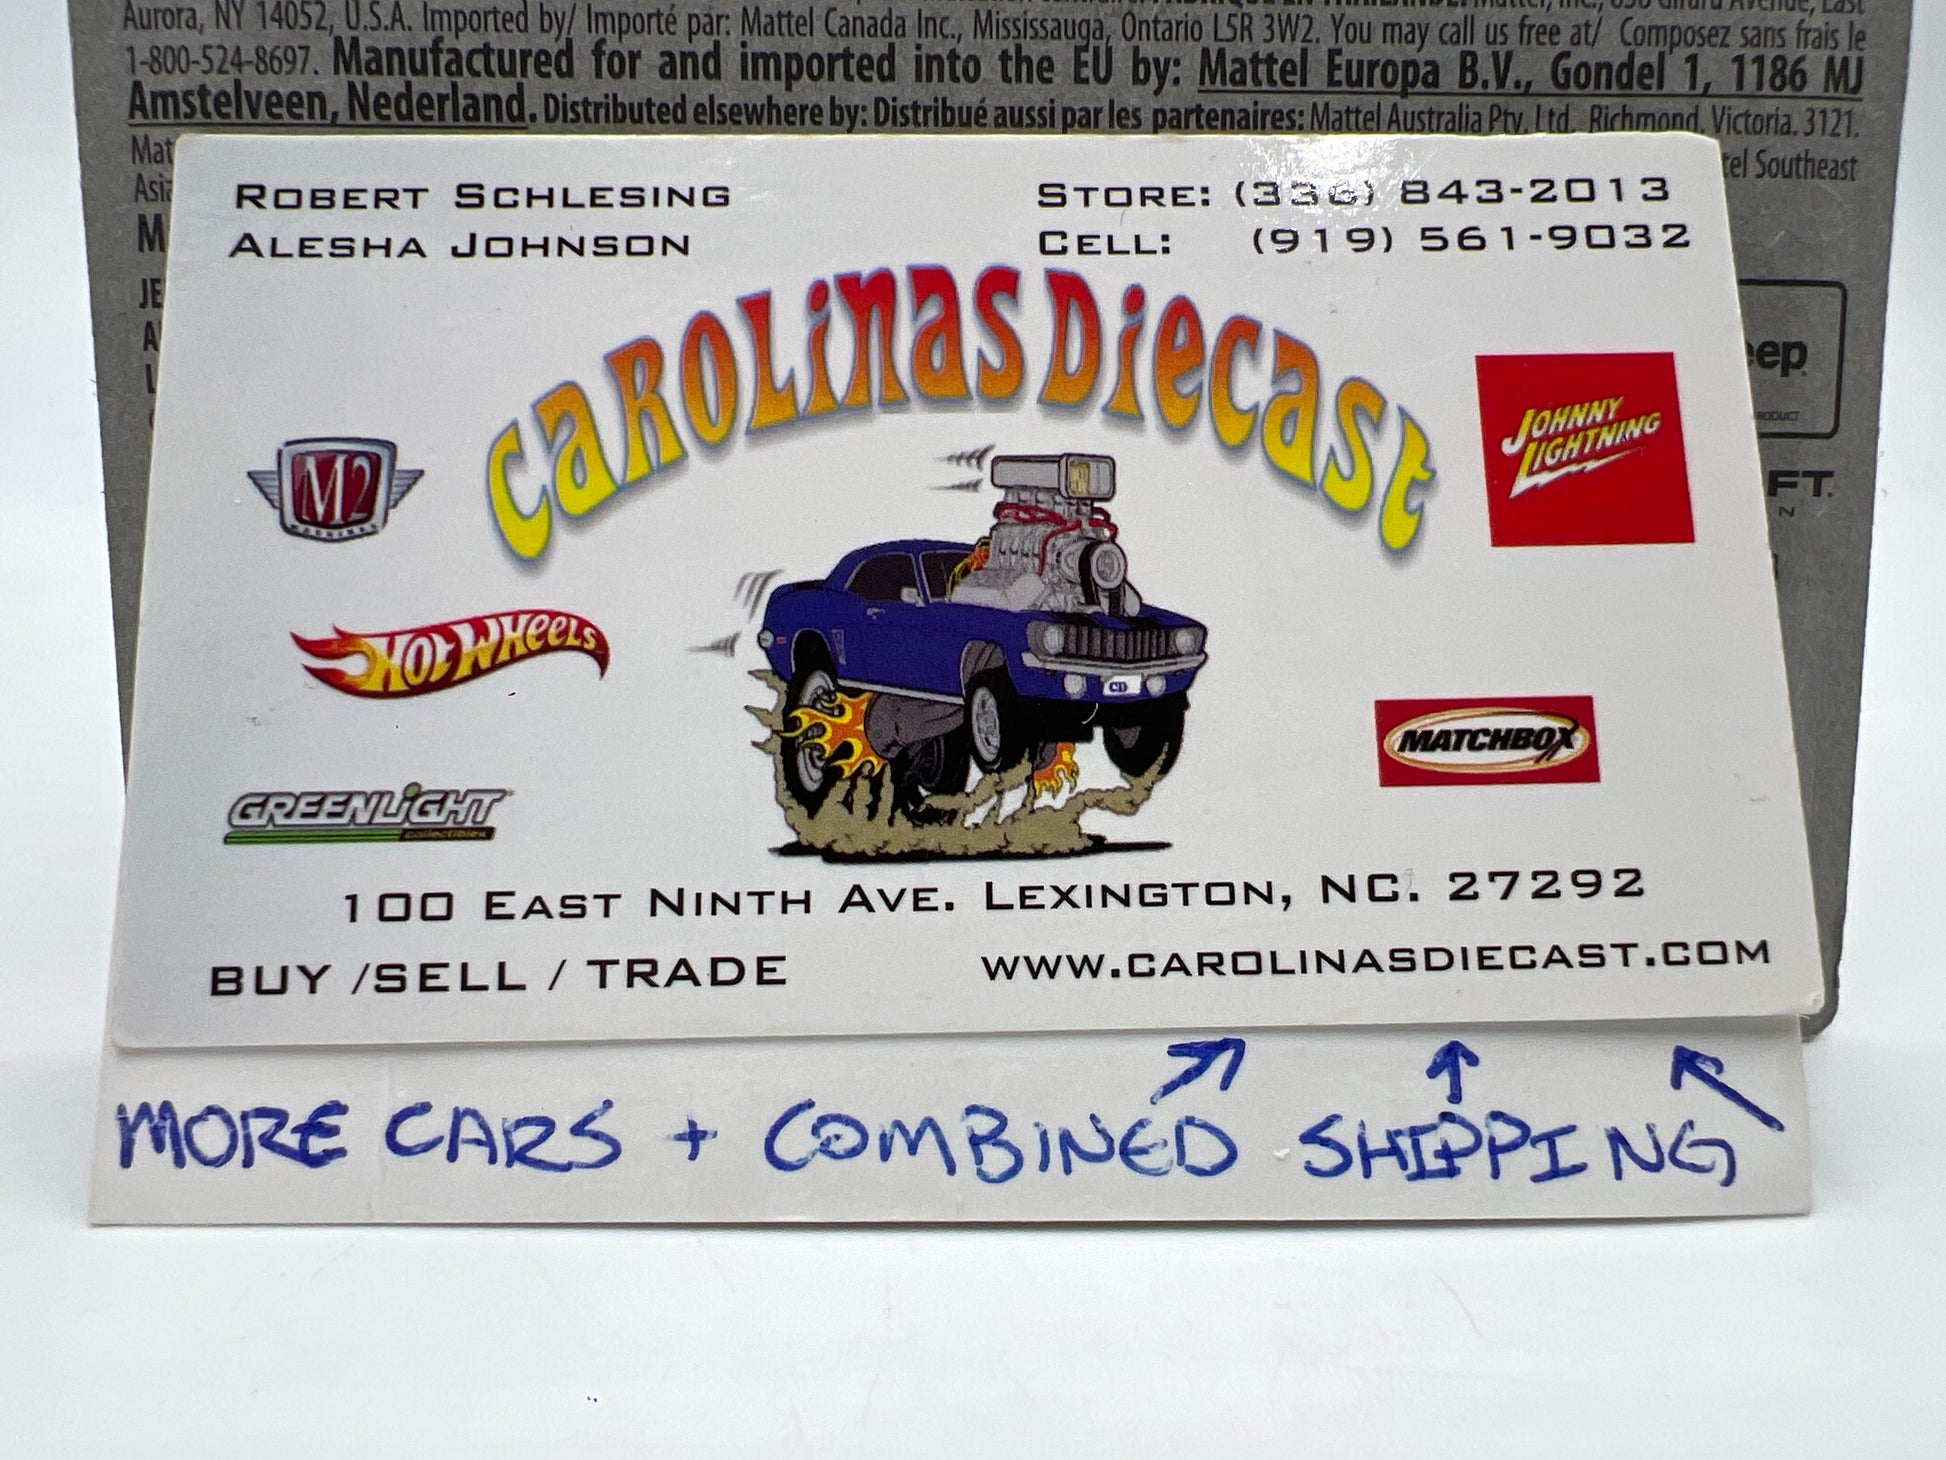 Aurora, NY 14052, U.S.A. Imported by/ Importé par: Mattel Canada Inc., Mississauga, Ontario L5R 3W2. You may call us free at/ Composez sans frais le
1-800-524-8697. Manufactured for and imported into the EU by: Mattel Europa B.V., Gondel 1, 1186 MJ
Amstelveen, Nederland. Distributed elsewhere by: Distribué aussi par les partenaires: Mattel Australia Pty. Ltd., Richmond, Victoria. 3121.
Southeast
ROBERT SCHLESING
ALESHA JOHNSON
STORE: (336) 843-2013
CELL: (919) 561-9032
CAROLINAS DIECAST
M2
MACHINES
JOHNNY
LIGHTNING
HOT WHEELS
MATCHBOX
GREENLIGHT
collectibles
100 EAST NINTH AVE. LEXINGTON, NC. 27292
BUY /SELL / TRADE
WWW.CAROLINASDIECAST.COM
MORE CARS + COMBINED SHIPPING